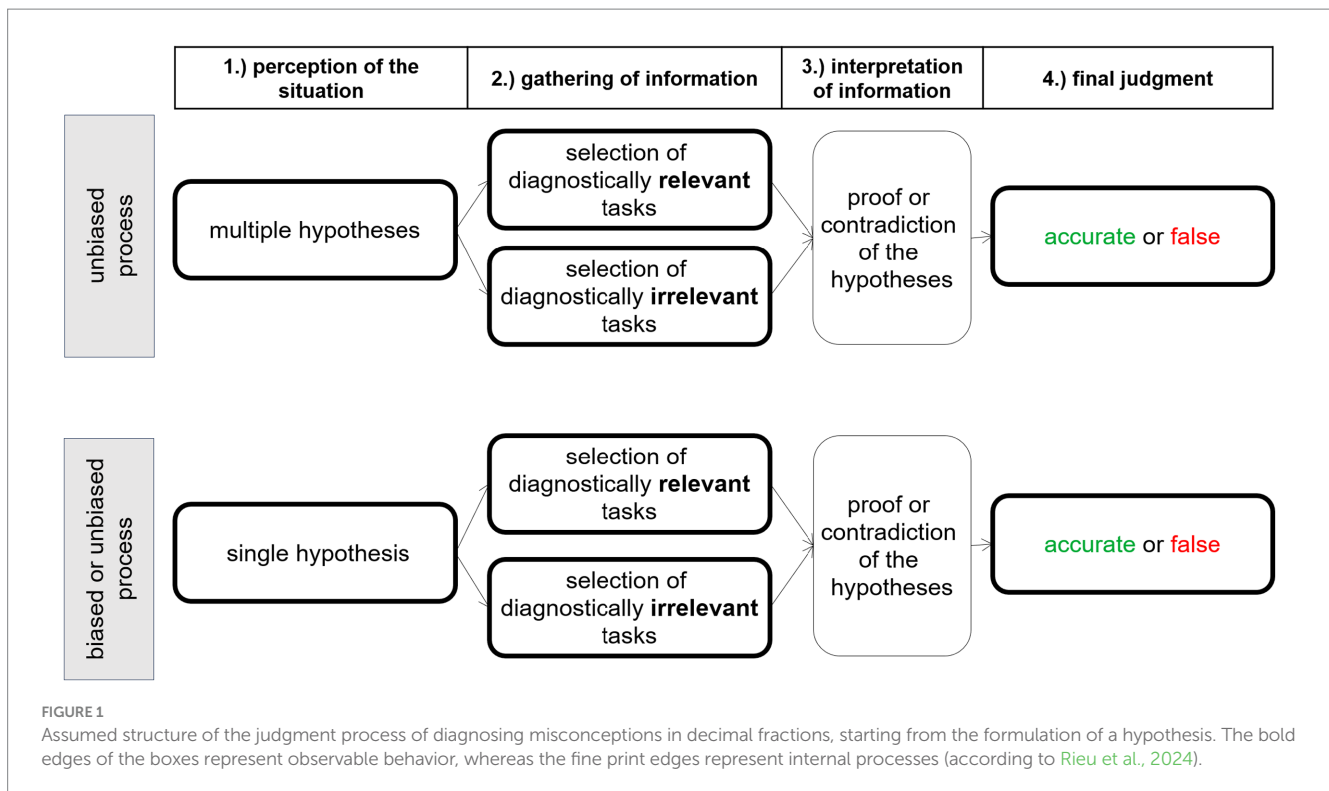 1.) perception of the
situation
2.) gathering of information
3.) interpretation
of information
4.) final judgment
unbiased
process
multiple hypotheses
selection of
diagnostically relevant
tasks
selection of
diagnostically irrelevant
tasks
proof or
contradiction
of the
hypotheses
accurate or false
biased or unbiased
process
single hypothesis
selection of
diagnostically relevant
tasks
selection of
diagnostically irrelevant
tasks
proof or
contradiction
of the
hypotheses
accurate or false
FIGURE 1
Assumed structure of the judgment process of diagnosing misconceptions in decimal fractions, starting from the formulation of a hypothesis. The bold
edges of the boxes represent observable behavior, whereas the fine print edges represent internal processes (according to Rieu et al., 2024).